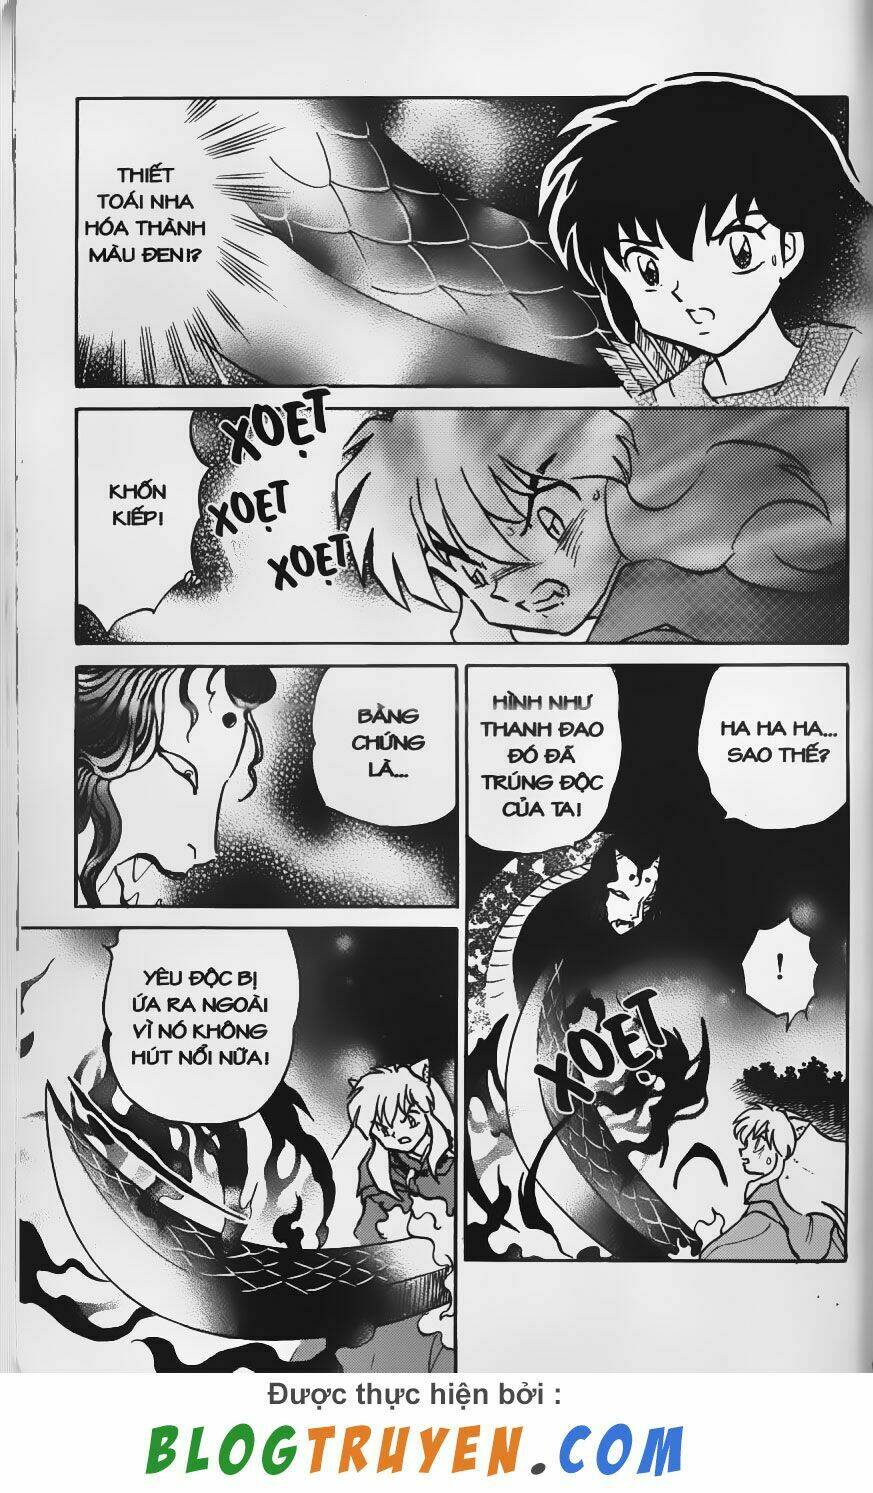 THIẾT
TOÁI NHA
HÓA THÀNH
MÀU ĐEN!?
XOẸT
XOẸT
XOẸT
KHỐN
KIẾP!
HA HA HA...
SAO THẾ?
HÌNH NHƯ
THANH ĐAO
ĐÓ ĐÃ
TRÚNG ĐỘC
CỦA TA!
!
XOẸT
BẰNG
CHỨNG
LÀ...
YÊU ĐỘC BỊ
ỨA RA NGOÀI
VÌ NÓ KHÔNG
HÚT NỔI NỮA!
Được thực hiện bởi :
BLOGTRUYEN.COM